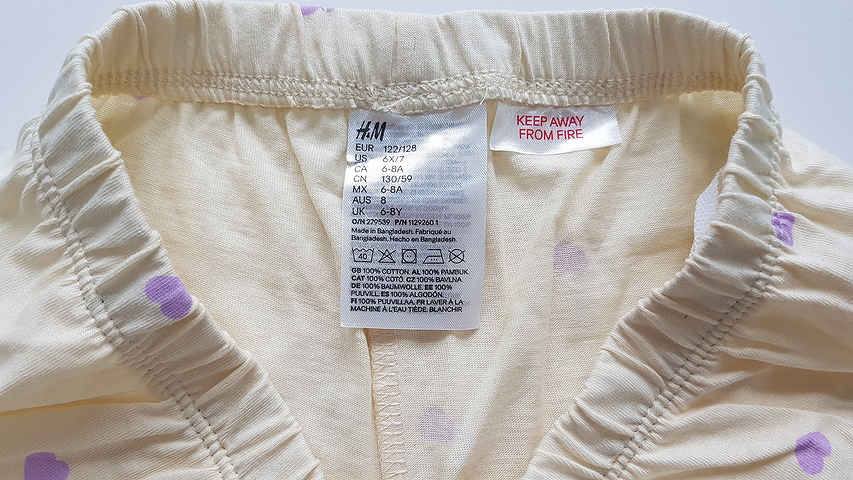 H&M
EUR 122/128
US 6X/7
CA 6-8A
CN 130/59
MX 6-8A
AUS 8
UK 6-8Y
O/N 279539 P/N 1129260.1
Made in Bangladesh. Fabriqué au
Bangladesh. Hecho en Bangladesh.
40
GB 100% COTTON. AL 100% PAMBUK.
CAT 100% COTÓ. CZ 100% BAVLNA.
DE 100% BAUMWOLLE. EE 100%
PUUVILL. ES 100% ALGODÓN.
FI 100% PUUVILLAA. FR LAVER À LA
MACHINE À L'EAU TIÈDE, BLANCHIR
KEEP AWAY
FROM FIRE